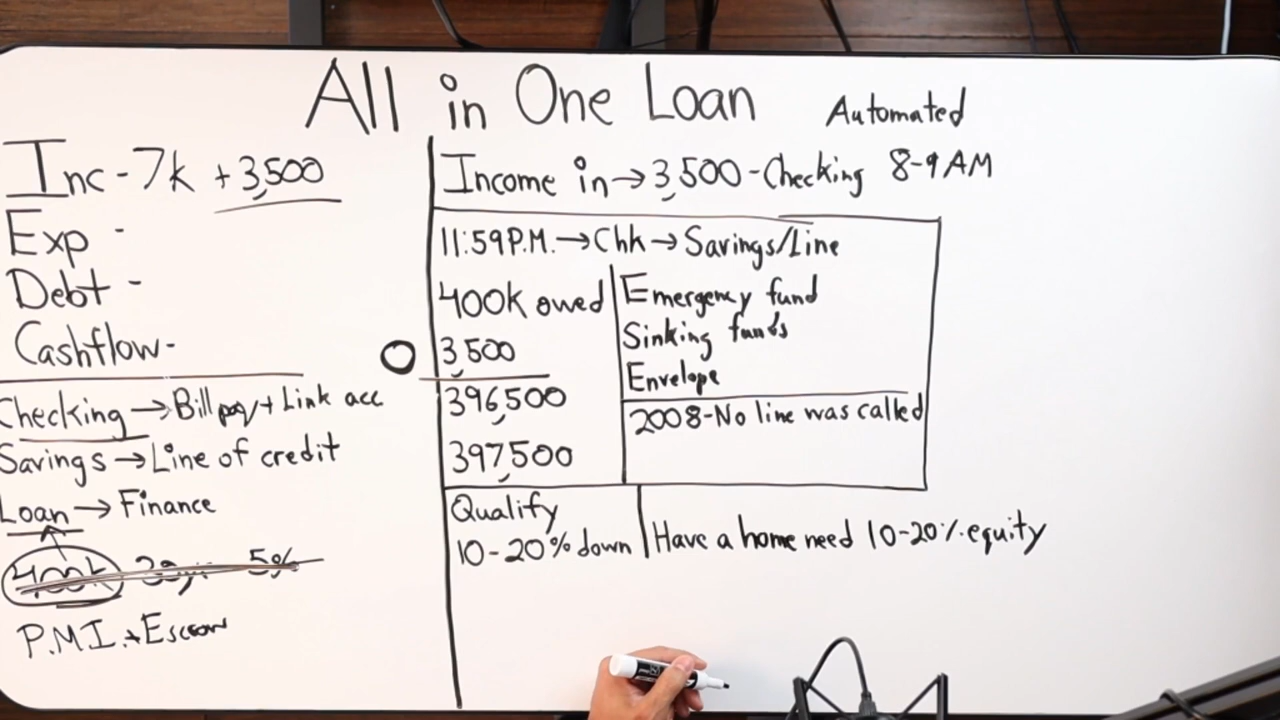 All in One Loan
Automated
Inc - 7k + 3,500
Exp -
Debt -
Cashflow -
Checking → Bill pay + Link acc
Savings → Line of credit
Loan → Finance
400k 30yr 5%
P.M.I. + Escrow
Income in → 3,500 - Checking 8-9 AM
11:59 P.M. → Chk → Savings/Line
400k owed
3,500
396,500
397,500
Emergency fund
Sinking funds
Envelope
2008 - No line was called
Qualify
10-20% down
Have a home need 10-20% equity